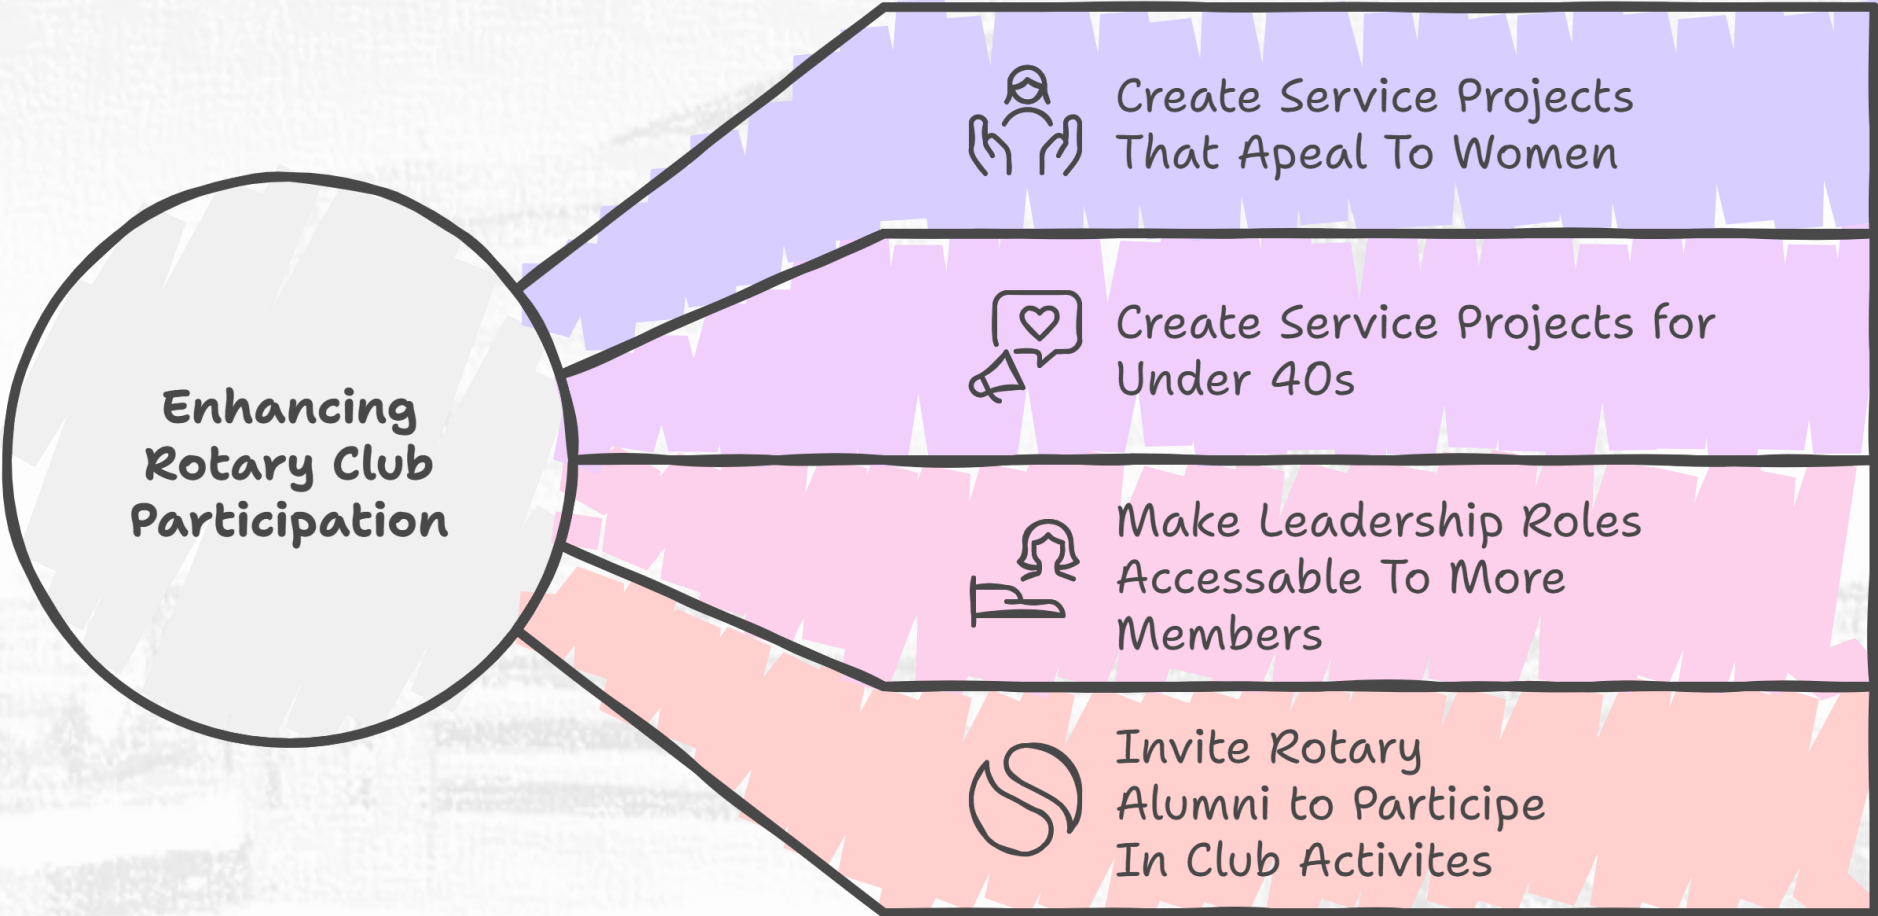 Enhancing
Rotary Club
Participation
Create Service Projects
That Apeal To Women
Create Service Projects for
Under 40s
Make Leadership Roles
Accessable To More
Members
Invite Rotary
Alumni to Participe
In Club Activites